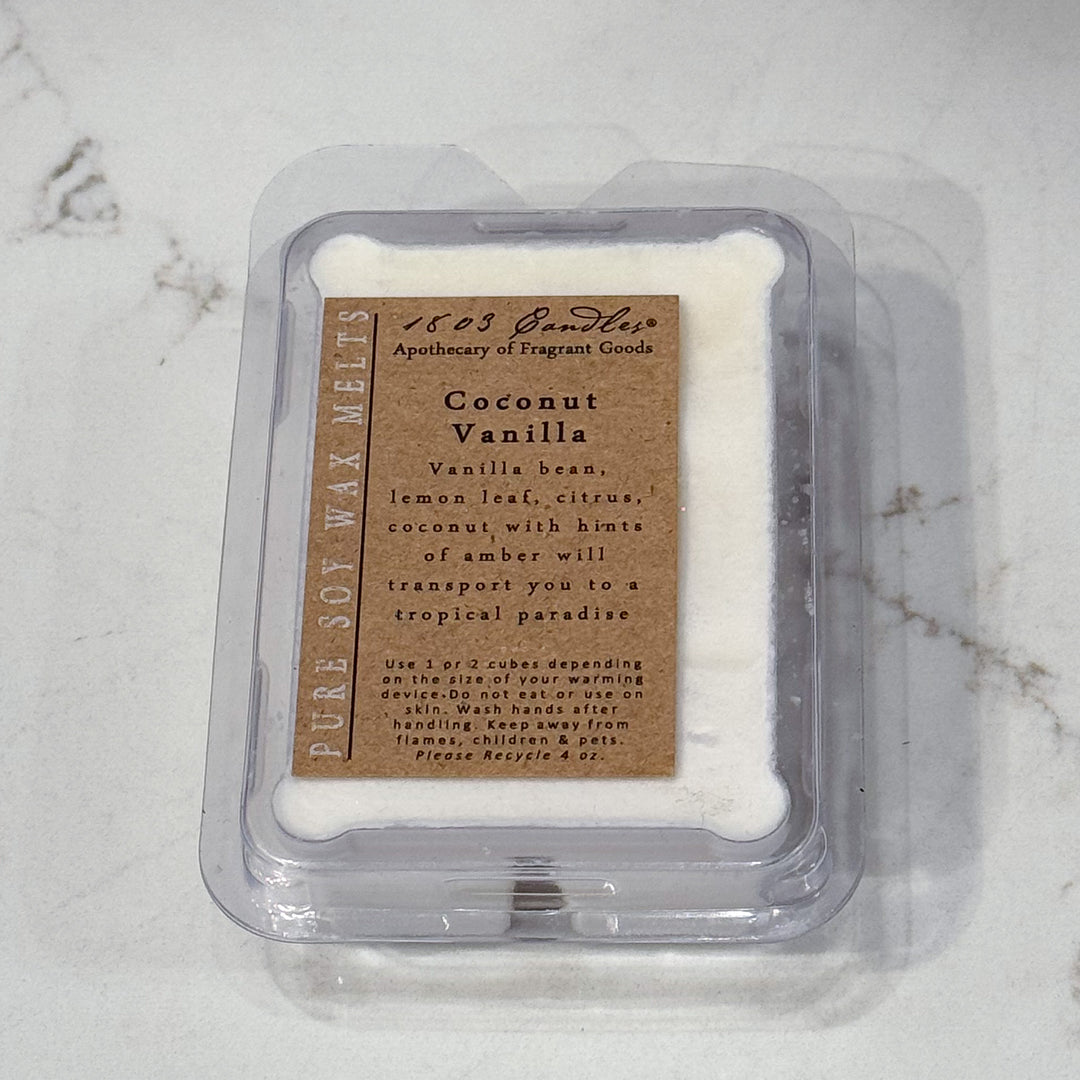 PURE SOY WAX MELTS
1803 Candles®
Apothecary of Fragrant Goods
Coconut
Vanilla
Vanilla bean,
lemon leaf, citrus,
coconut with hints
of amber will
transport you to a
tropical paradise
Use 1 or 2 cubes depending
on the size of your warming
device.Do not eat or use on
skin. Wash hands after
handling. Keep away from
flames, children & pets.
Please Recycle 4 oz.